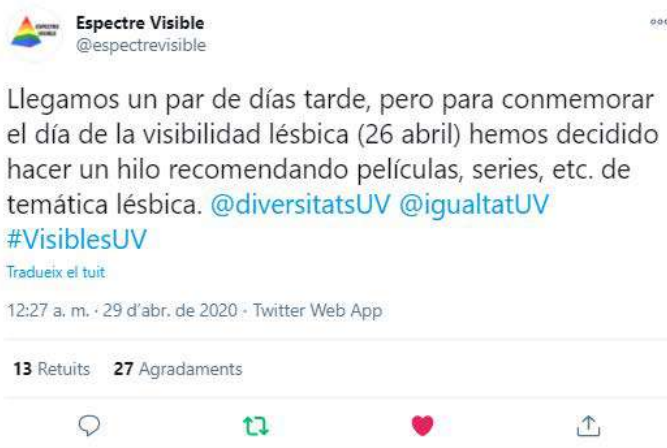 Espectre Visible
@espectrevisible
Llegamos un par de días tarde, pero para conmemorar
el día de la visibilidad lésbica (26 abril) hemos decidido
hacer un hilo recomendando películas, series, etc. de
temática lésbica. @diversitatsUV @igualtatUV
#VisiblesUV
Tradueix el tuit
12:27 a. m. · 29 d’abr. de 2020 · Twitter Web App
13 Retuits 27 Agradaments